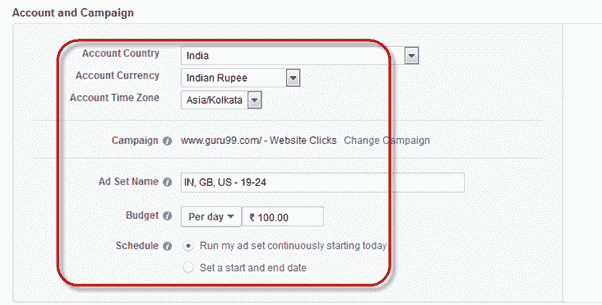 Account and Campaign
Account Country India
Account Currency Indian Rupee
Account Time Zone Asia/Kolkata
Campaign www.guru99.com/ - Website Clicks Change Campaign
Ad Set Name IN, GB, US - 19-24
Budget Per day ₹ 100.00
Schedule Run my ad set continuously starting today
Set a start and end date